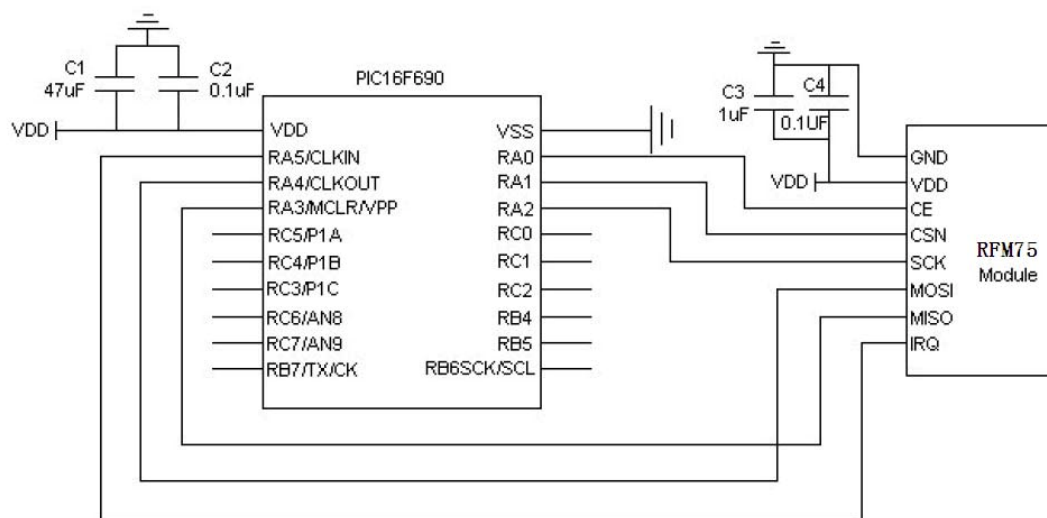 C1
47uF
C2
0.1uF
VDD
PIC16F690
VDD
RA5/CLKIN
RA4/CLKOUT
RA3/MCLR/VPP
RC5/P1A
RC4/P1B
RC3/P1C
RC6/AN8
RC7/AN9
RB7/TX/CK
VSS
RA0
RA1
RA2
RC0
RC1
RC2
RB4
RB5
RB6SCK/SCL
C3
1uF
C4
0.1UF
VDD
GND
VDD
CE
CSN
SCK
MOSI
MISO
IRQ
RFM75
Module